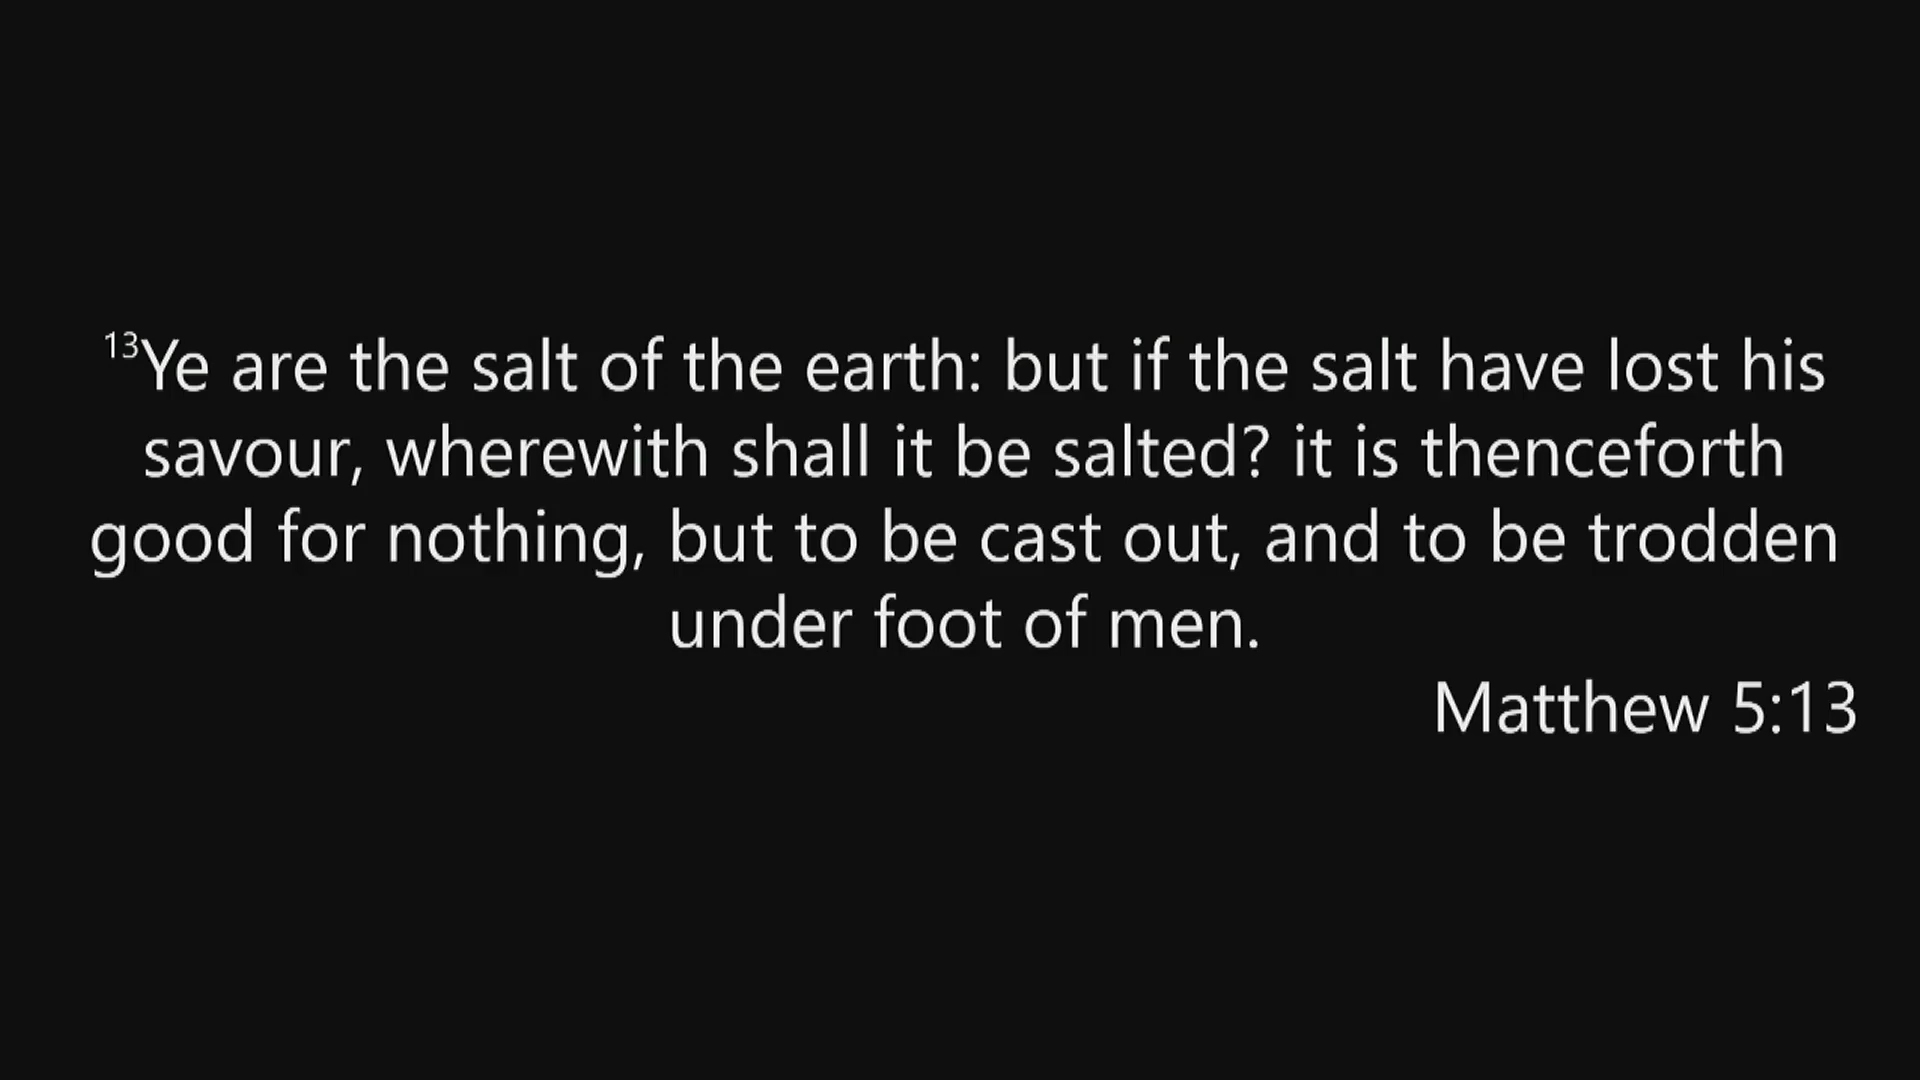 13Ye are the salt of the earth: but if the salt have lost his
savour, wherewith shall it be salted? it is thenceforth
good for nothing, but to be cast out, and to be trodden
under foot of men.
Matthew 5:13